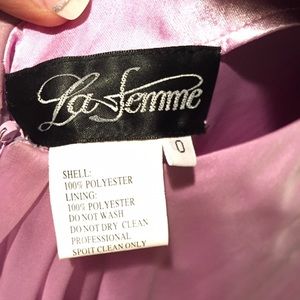 La Femme
0
SHELL:
100% POLYESTER
LINING:
100% POLYESTER
DO NOT WASH
DO NOT DRY CLEAN
PROFESSIONAL
SPOIT CLEAN ONLY